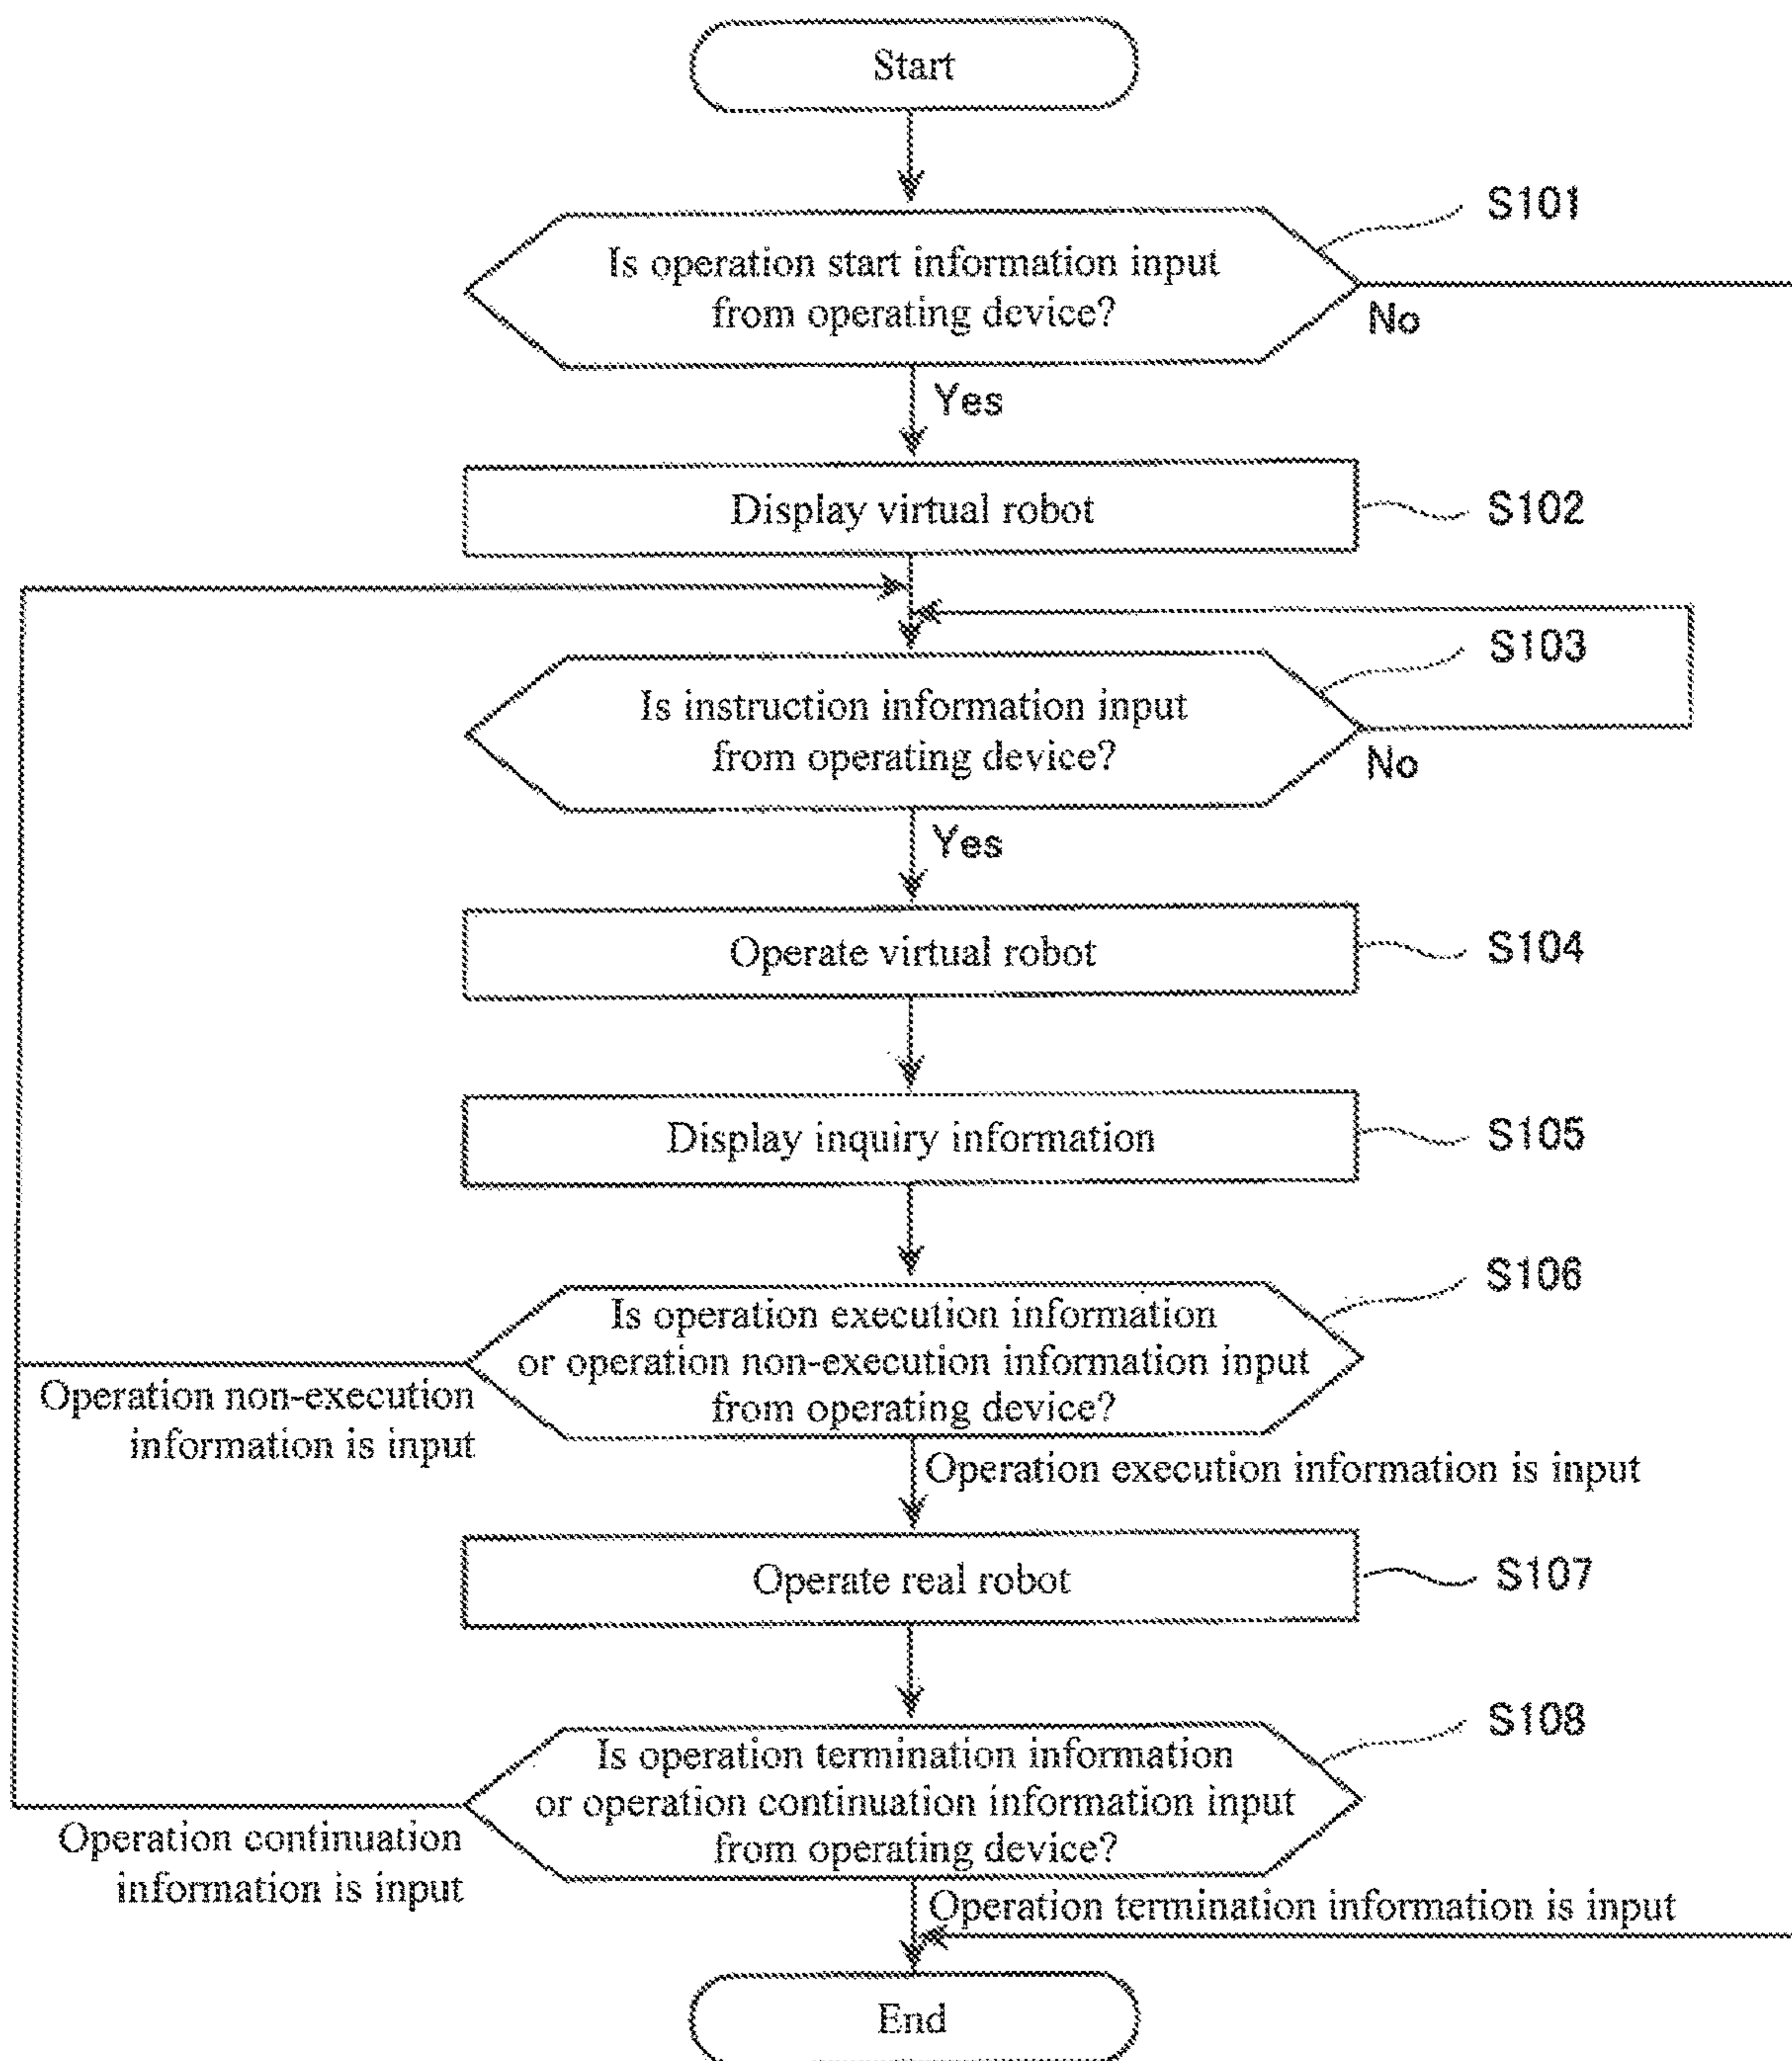 Start
S101
Is operation start information input
from operating device?
No
Yes
Display virtual robot
S102
S103
Is instruction information input
from operating device?
No
Yes
Operate virtual robot
S104
Display inquiry information
S105
S106
Is operation execution information
or operation non-execution information input
from operating device?
Operation non-execution
information is input
Operation execution information is input
Operate real robot
S107
S108
Is operation termination information
or operation continuation information input
from operating device?
Operation continuation
information is input
Operation termination information is input
End